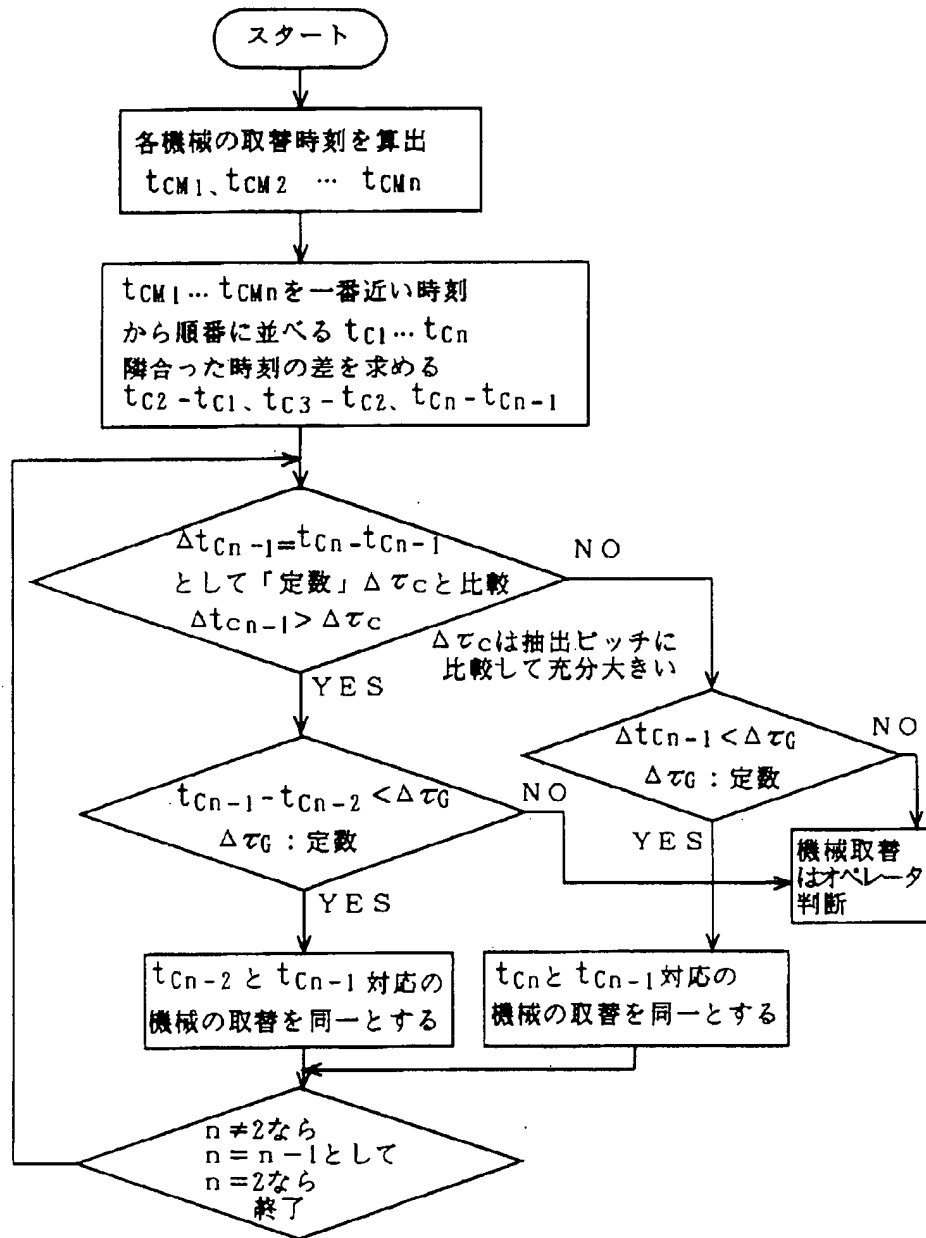 スタート
各機械の取替時刻を算出
tCM1、tCM2 … tCMn
tCM1…tCMnを一番近い時刻
から順番に並べる tC1…tCn
隣合った時刻の差を求める
tC2-tC1、tC3-tC2、tCn-tCn-1
ΔtCn-1=tCn-tCn-1
として「定数」Δτcと比較
Δtcn-1>Δτc
NO
YES
Δτcは抽出ピッチに
比較して充分大きい
ΔtCn-1<ΔτG
ΔτG:定数
NO
YES
tCn-1-tCn-2<ΔτG
ΔτG:定数
NO
YES
機械取替
はオペレータ
判断
tCn-2とtCn-1対応の
機械の取替を同一とする
tCnとtCn-1対応の
機械の取替を同一とする
n≠2なら
n=n-1として
n=2なら
終了